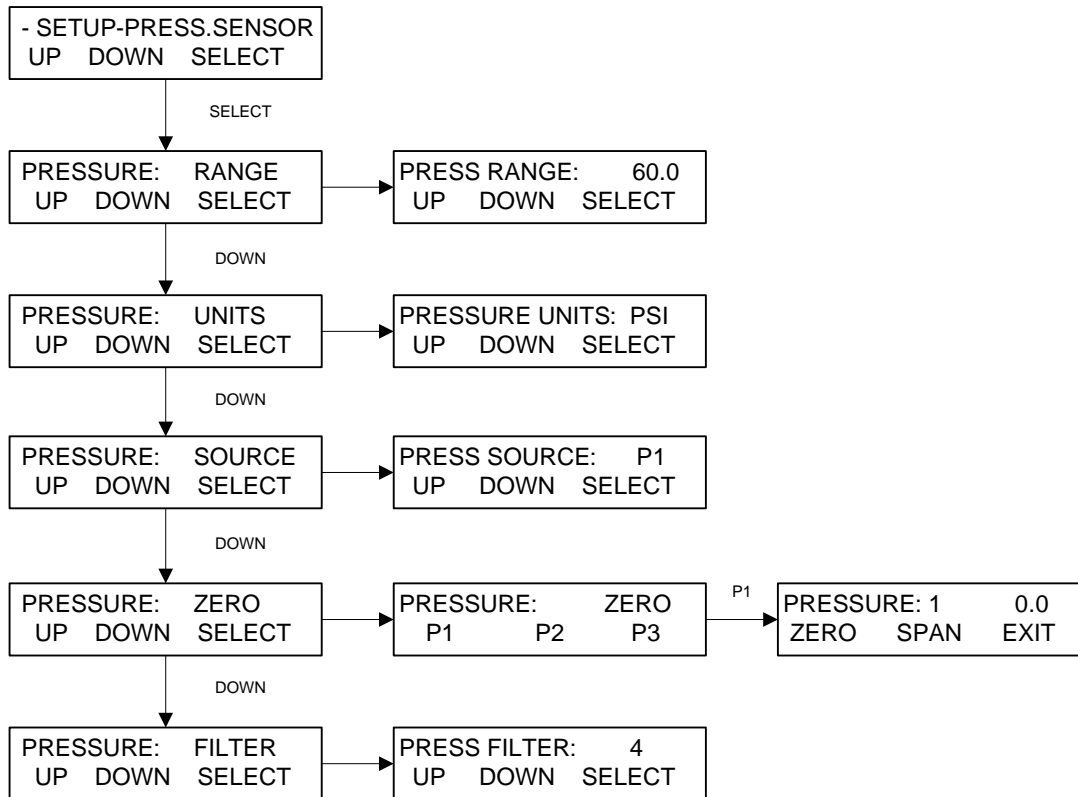 - SETUP-PRESS.SENSOR
UP DOWN SELECT
SELECT
PRESSURE: RANGE
UP DOWN SELECT
PRESS RANGE: 60.0
UP DOWN SELECT
DOWN
PRESSURE: UNITS
UP DOWN SELECT
PRESSURE UNITS: PSI
UP DOWN SELECT
DOWN
PRESSURE: SOURCE
UP DOWN SELECT
PRESS SOURCE: P1
UP DOWN SELECT
DOWN
PRESSURE: ZERO
UP DOWN SELECT
PRESSURE: ZERO
P1 P2 P3
P1
PRESSURE: 1 0.0
ZERO SPAN EXIT
DOWN
PRESSURE: FILTER
UP DOWN SELECT
PRESS FILTER: 4
UP DOWN SELECT